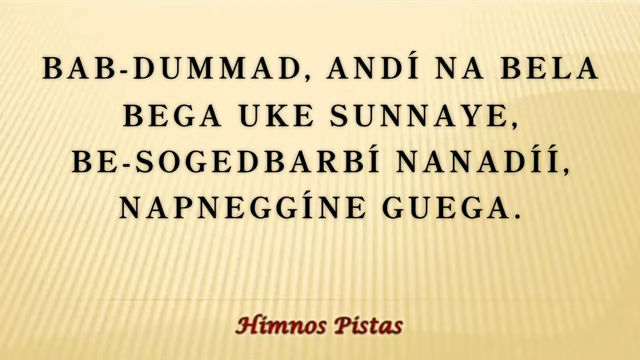 BAB-DUMMAD, ANDÍ NA BELA
BEGA UKE SUNNAYE,
BE-SOGEDBARBÍ NANADÍÍ,
NAPNEGGÍNE GUEGA.
Himnos Pistas